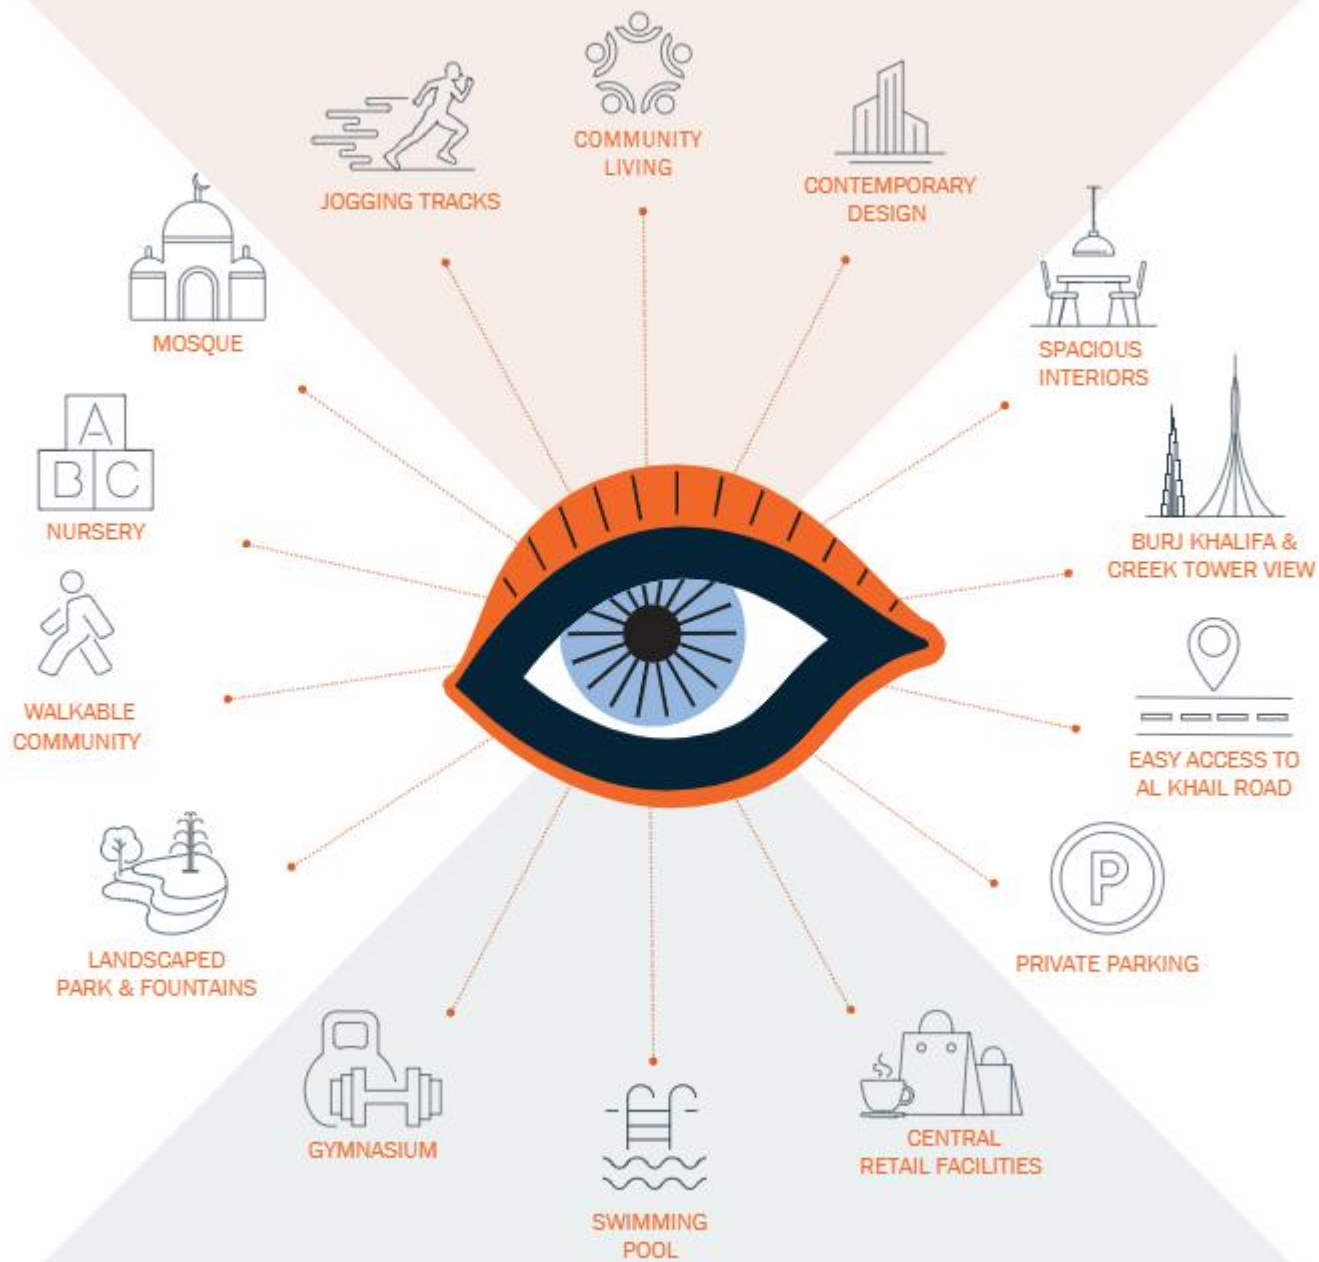 COMMUNITY
LIVING
JOGGING TRACKS
CONTEMPORARY
DESIGN
MOSQUE
SPACIOUS
INTERIORS
A
B C
NURSERY
BURJ KHALIFA &
CREEK TOWER VIEW
WALKABLE
COMMUNITY
EASY ACCESS TO
AL KHAIL ROAD
P
PRIVATE PARKING
LANDSCAPED
PARK & FOUNTAINS
GYMNASIUM
CENTRAL
RETAIL FACILITIES
SWIMMING
POOL